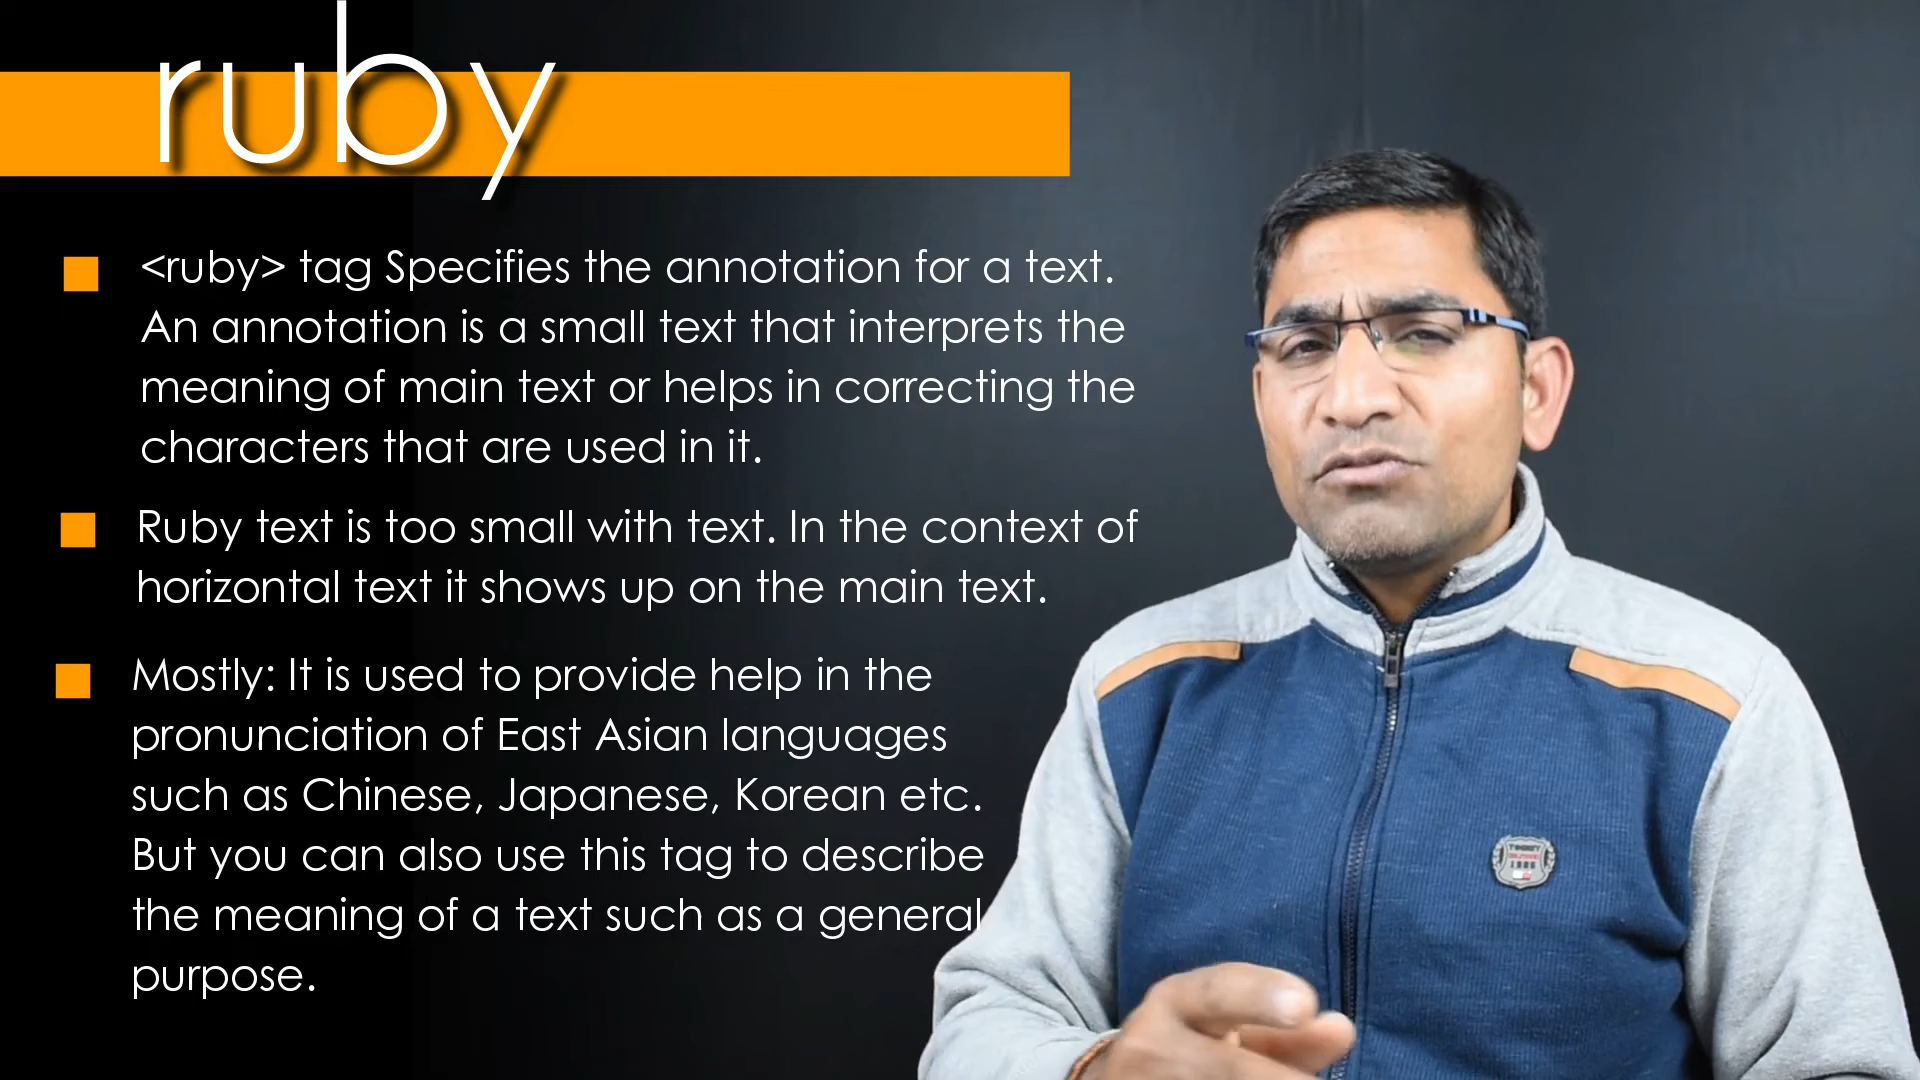 ruby
<ruby> tag Specifies the annotation for a text.
An annotation is a small text that interprets the
meaning of main text or helps in correcting the
characters that are used in it.
Ruby text is too small with text. In the context of
horizontal text it shows up on the main text.
Mostly: It is used to provide help in the
pronunciation of East Asian languages
such as Chinese, Japanese, Korean etc.
But you can also use this tag to describe
the meaning of a text such as a general
purpose.